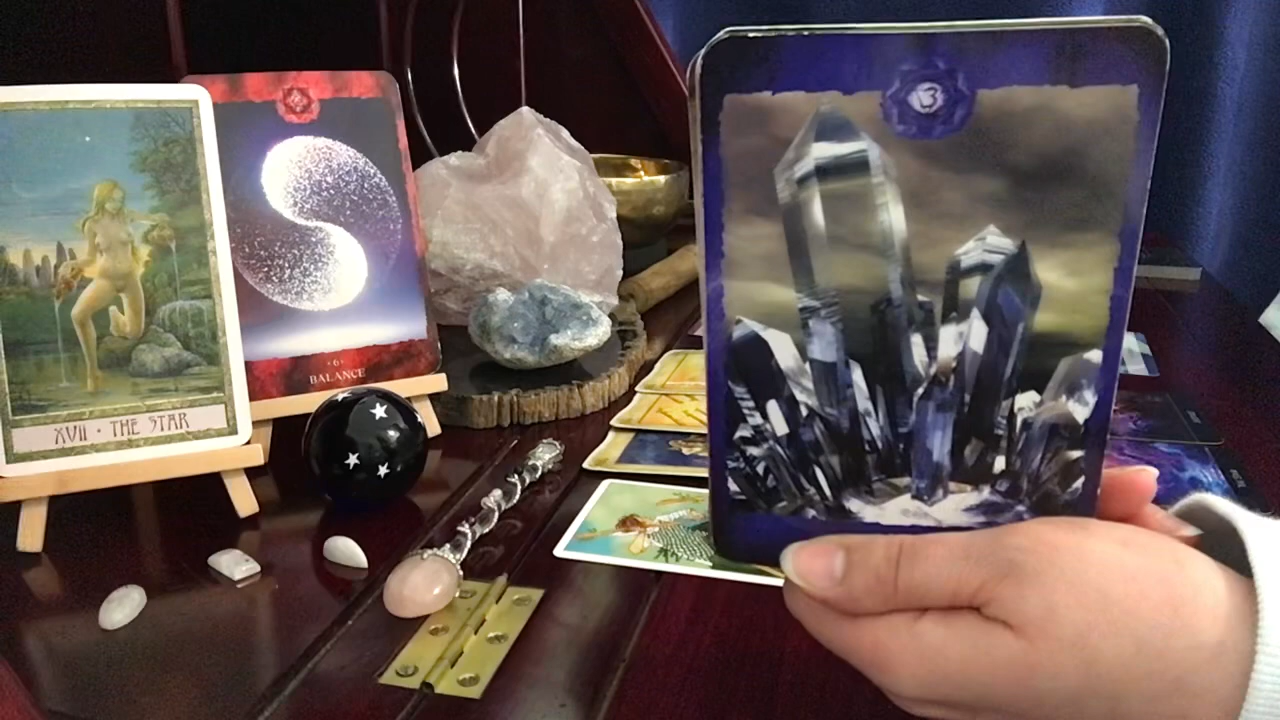 XVII • THE STAR
·6·
BALANCE